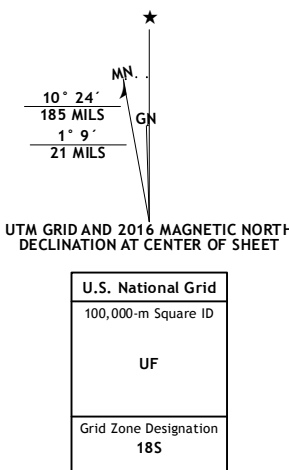 ★
MN
10° 24´
185 MILS
GN
1° 9´
21 MILS
UTM GRID AND 2016 MAGNETIC NORTH
DECLINATION AT CENTER OF SHEET
U.S. National Grid
100,000-m Square ID
UF
Grid Zone Designation
18S